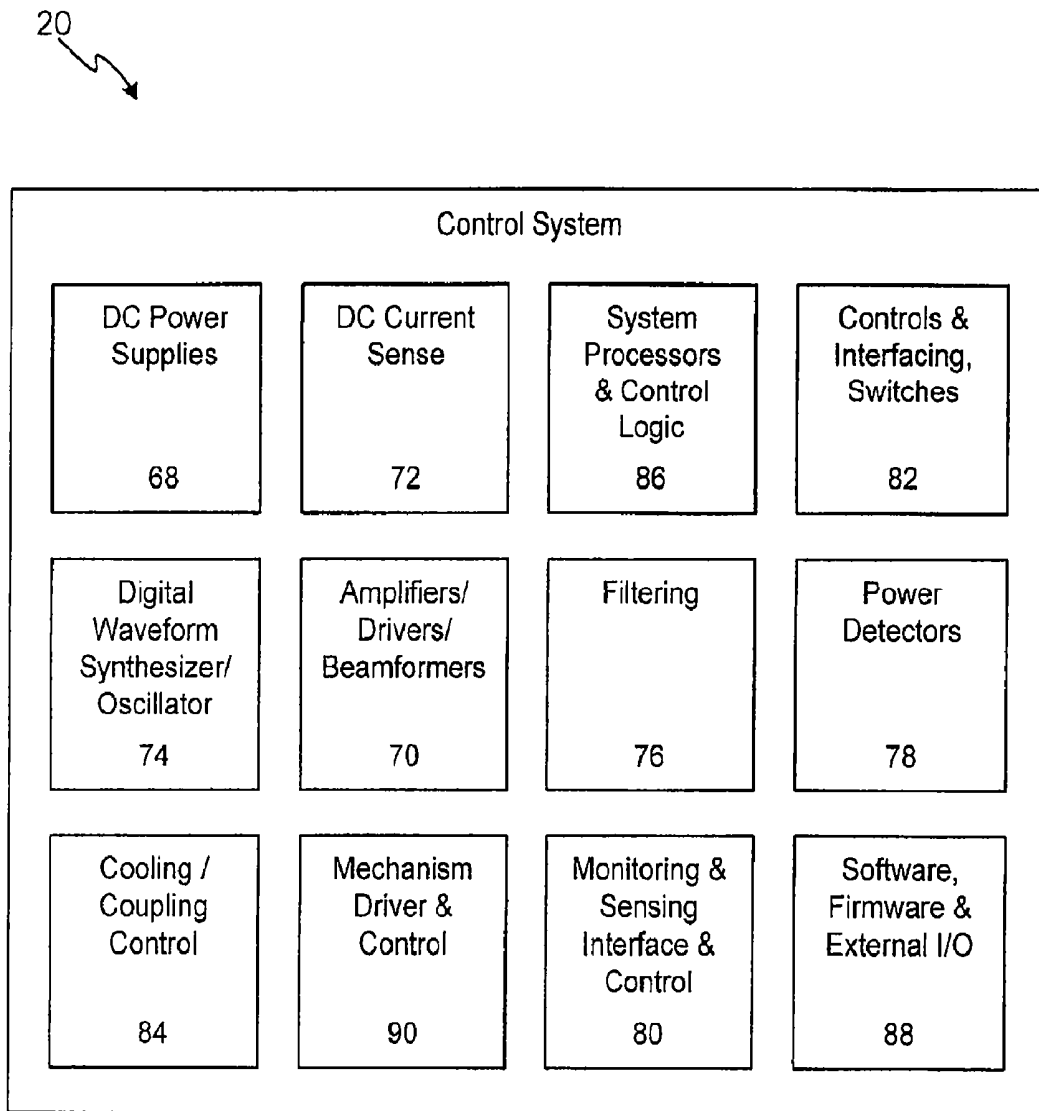 20
Control System
DC Power
Supplies
68
DC Current
Sense
72
System
Processors
& Control
Logic
86
Controls &
Interfacing,
Switches
82
Digital
Waveform
Synthesizer/
Oscillator
74
Amplifiers/
Drivers/
Beamformers
70
Filtering
76
Power
Detectors
78
Cooling /
Coupling
Control
84
Mechanism
Driver &
Control
90
Monitoring &
Sensing
Interface &
Control
80
Software,
Firmware &
External I/O
88